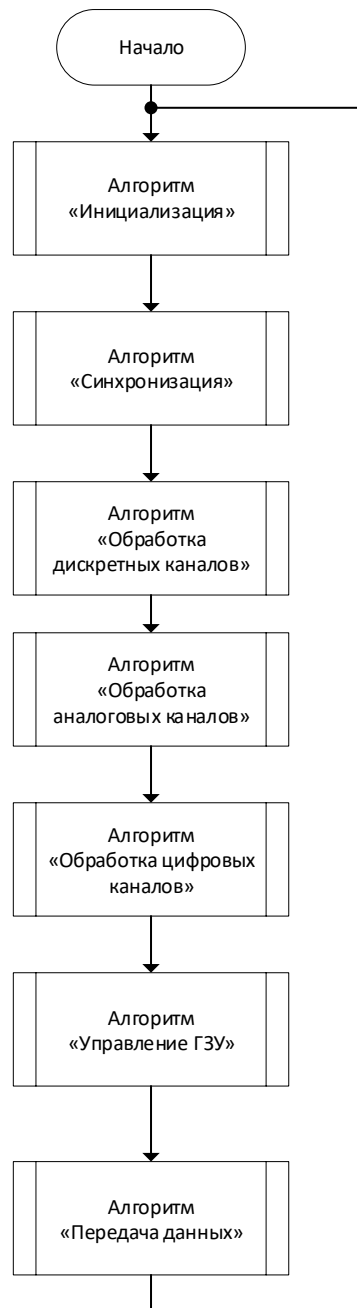 Начало
Алгоритм
«Инициализация»
Алгоритм
«Синхронизация»
Алгоритм
«Обработка
дискретных каналов»
Алгоритм
«Обработка
аналоговых каналов»
Алгоритм
«Обработка цифровых
каналов»
Алгоритм
«Управление ГЗУ»
Алгоритм
«Передача данных»